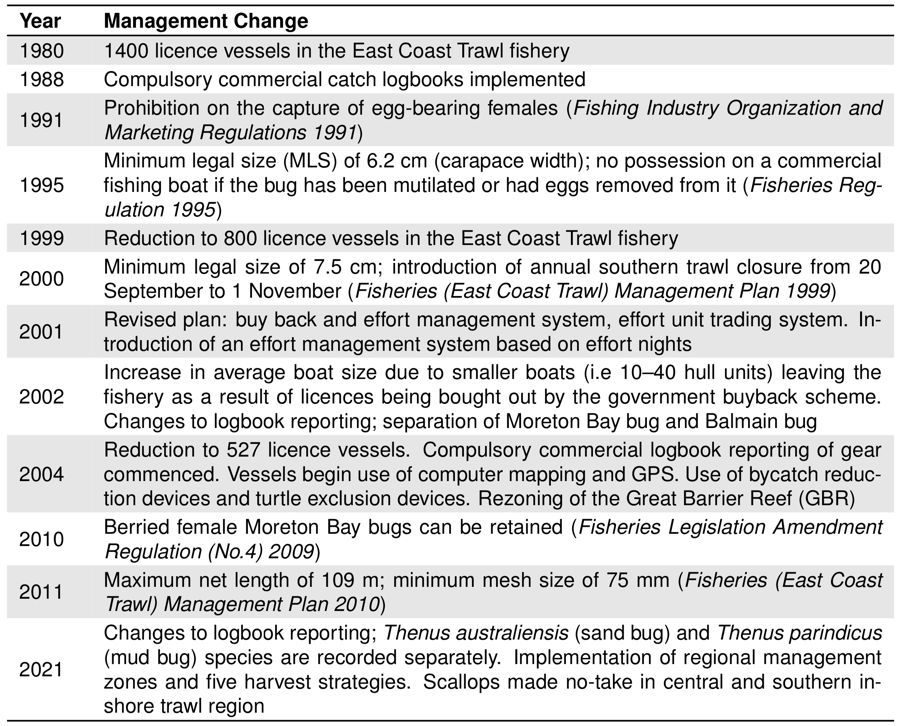 Year Management Change
1980 1400 licence vessels in the East Coast Trawl fishery
1988 Compulsory commercial catch logbooks implemented
1991 Prohibition on the capture of egg-bearing females (Fishing Industry Organization and
Marketing Regulations 1991)
1995 Minimum legal size (MLS) of 6.2 cm (carapace width); no possession on a commercial
fishing boat if the bug has been mutilated or had eggs removed from it (Fisheries Reg-
ulation 1995)
1999 Reduction to 800 licence vessels in the East Coast Trawl fishery
2000 Minimum legal size of 7.5 cm; introduction of annual southern trawl closure from 20
September to 1 November (Fisheries (East Coast Trawl) Management Plan 1999)
2001 Revised plan: buy back and effort management system, effort unit trading system. In-
troduction of an effort management system based on effort nights
2002 Increase in average boat size due to smaller boats (i.e 10–40 hull units) leaving the
fishery as a result of licences being bought out by the government buyback scheme.
Changes to logbook reporting; separation of Moreton Bay bug and Balmain bug
2004 Reduction to 527 licence vessels. Compulsory commercial logbook reporting of gear
commenced. Vessels begin use of computer mapping and GPS. Use of bycatch reduc-
tion devices and turtle exclusion devices. Rezoning of the Great Barrier Reef (GBR)
2010 Berried female Moreton Bay bugs can be retained (Fisheries Legislation Amendment
Regulation (No.4) 2009)
2011 Maximum net length of 109 m; minimum mesh size of 75 mm (Fisheries (East Coast
Trawl) Management Plan 2010)
2021 Changes to logbook reporting; Thenus australiensis (sand bug) and Thenus parindicus
(mud bug) species are recorded separately. Implementation of regional management
zones and five harvest strategies. Scallops made no-take in central and southern in-
shore trawl region